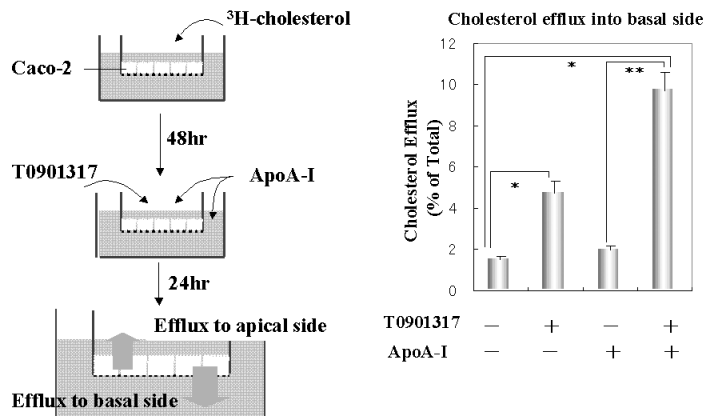 ³H-cholesterol
Caco-2
48hr
T0901317
ApoA-I
24hr
Efflux to apical side
Efflux to basal side
Cholesterol efflux into basal side
Cholesterol Efflux
(% of Total)
12
10
8
6
4
2
0
*
*
**
T0901317 — + — +
ApoA-I — — + +